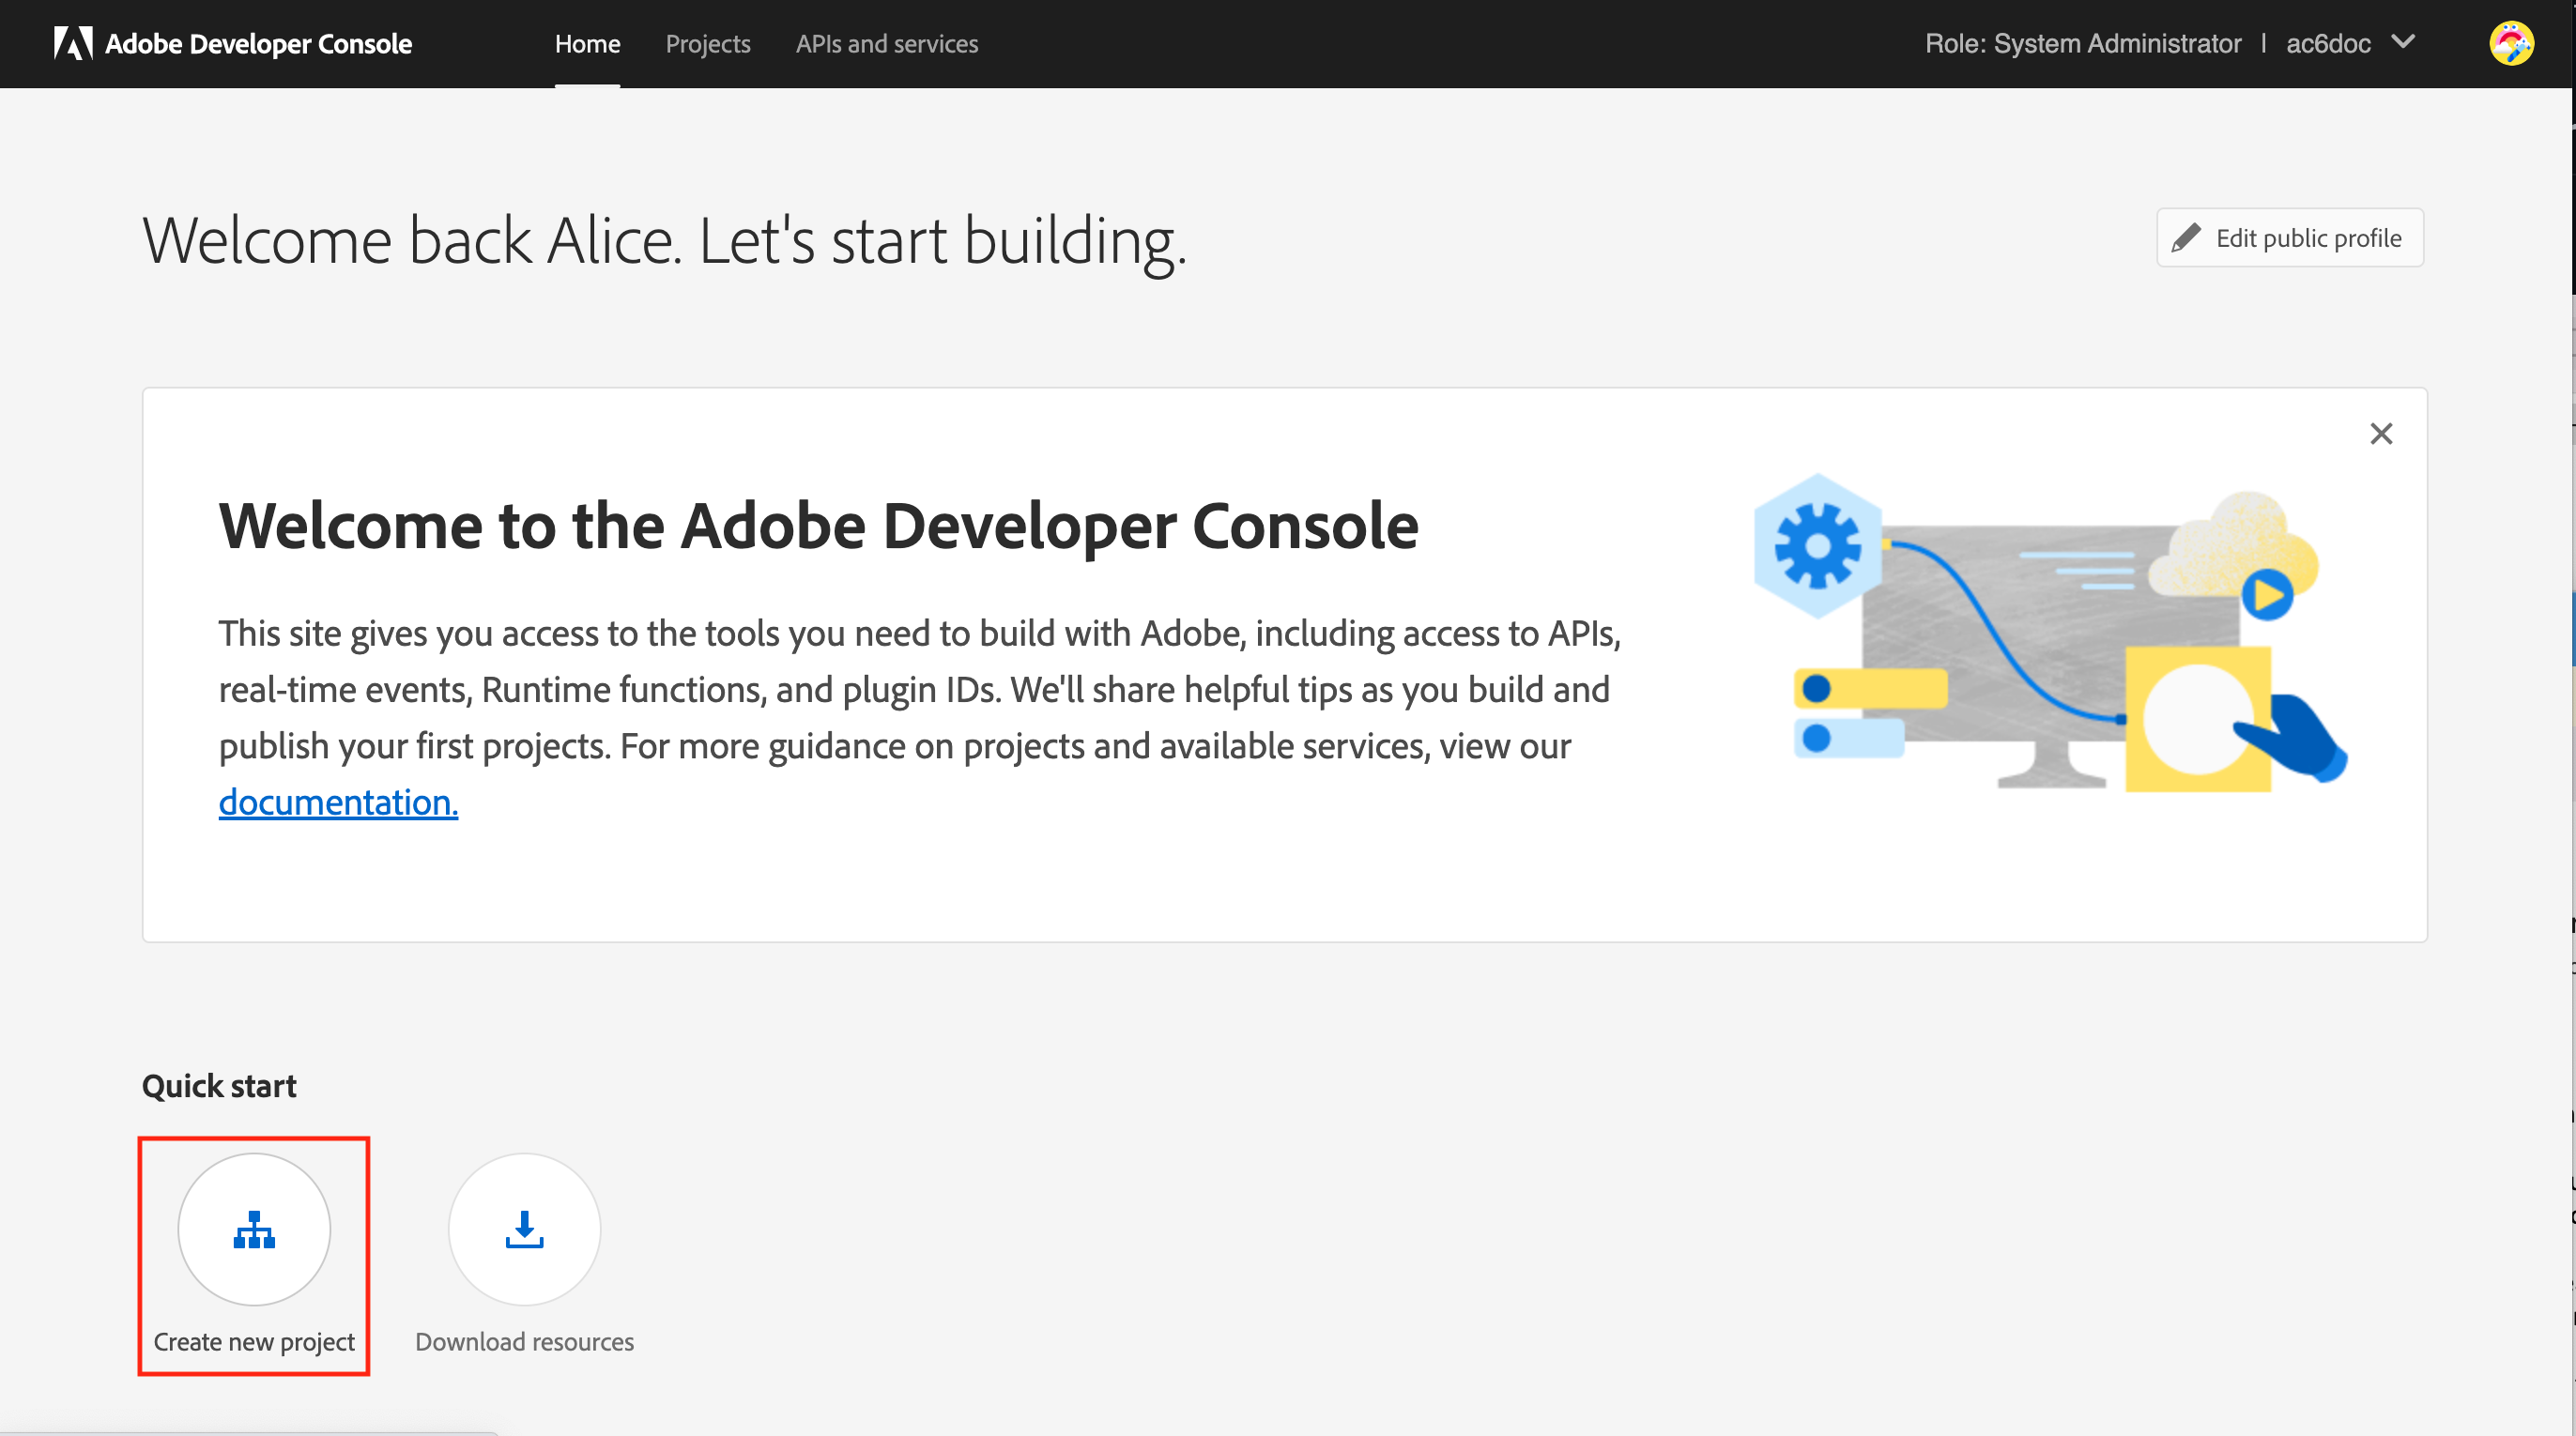 Adobe Developer Console
Home
Projects
APIs and services
Role: System Administrator | ac6doc
Welcome back Alice. Let's start building.
Edit public profile
Welcome to the Adobe Developer Console
This site gives you access to the tools you need to build with Adobe, including access to APIs,
real-time events, Runtime functions, and plugin IDs. We'll share helpful tips as you build and
publish your first projects. For more guidance on projects and available services, view our
documentation.
Quick start
Create new project
Download resources